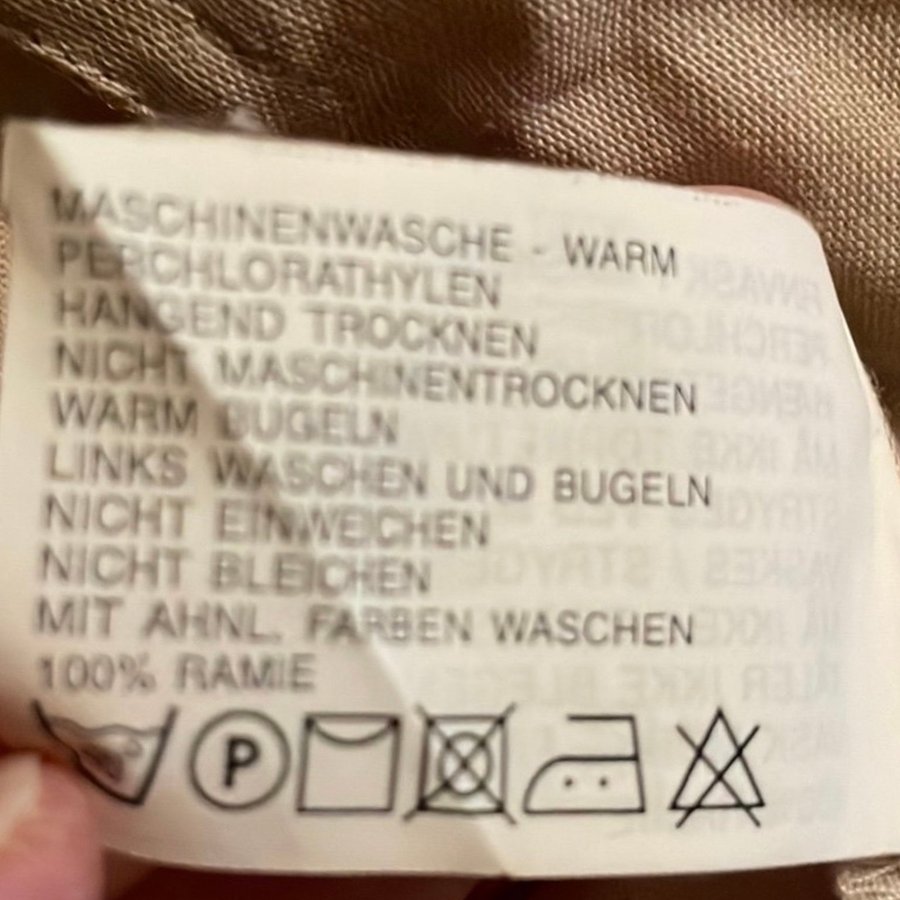 MASCHINENWASCHE - WARM
PERCHLORATHYLEN
HANGEND TROCKNEN
NICHT MASCHINENTROCKNEN
WARM BUGELN
LINKS WASCHEN UND BUGELN
NICHT EINWEICHEN
NICHT BLEICHEN
MIT AHNL. FARBEN WASCHEN
100% RAMIE
P